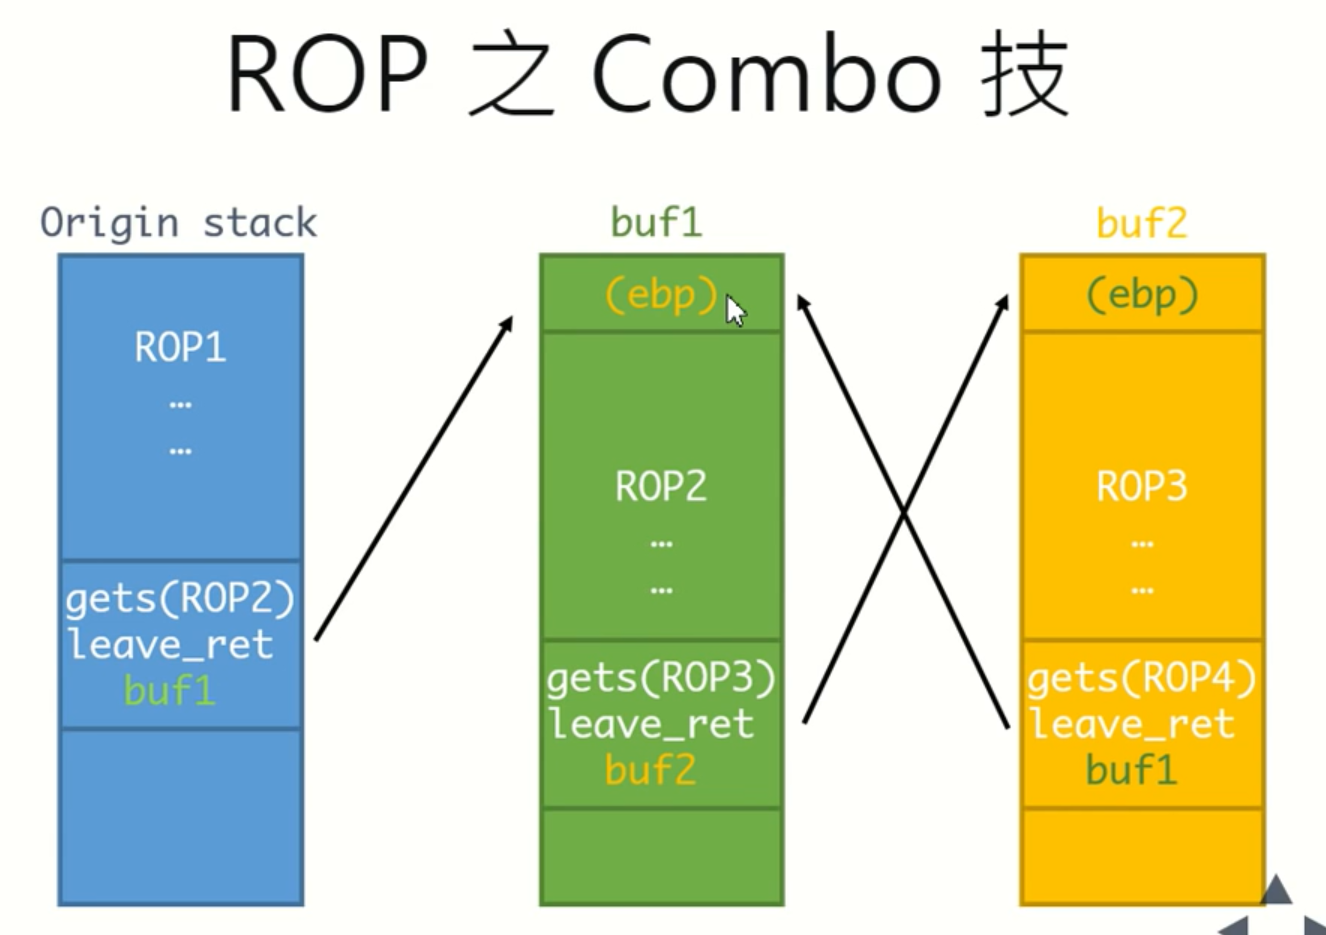 ROP 之 Combo 技
Origin stack
ROP1
…
…
gets(ROP2)
leave_ret
buf1
buf1
(ebp)
ROP2
…
…
gets(ROP3)
leave_ret
buf2
buf2
(ebp)
ROP3
…
…
gets(ROP4)
leave_ret
buf1